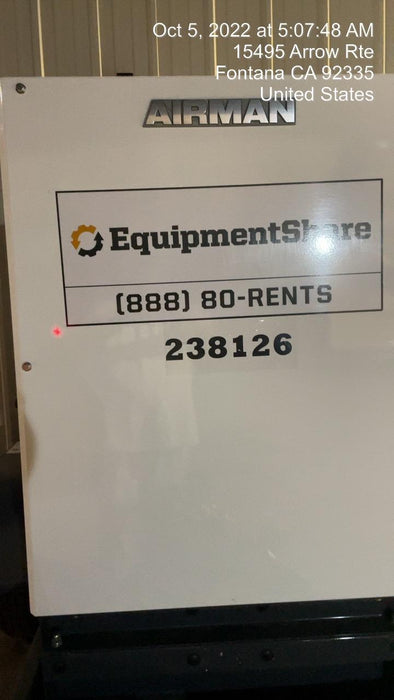 Oct 5, 2022 at 5:07:48 AM
15495 Arrow Rte
Fontana CA 92335
United States
AIRMAN
EquipmentShare
(888) 80-RENTS
238126